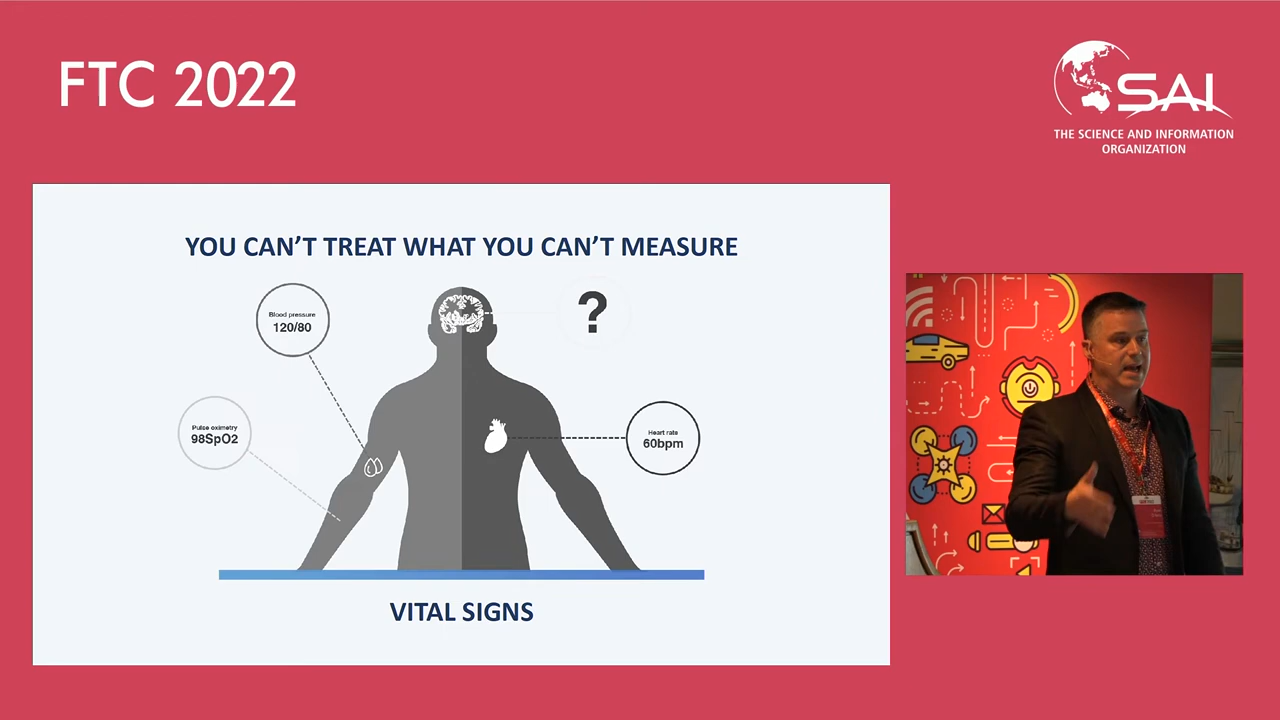 FTC 2022
SAI
THE SCIENCE AND INFORMATION
ORGANIZATION
YOU CAN'T TREAT WHAT YOU CAN'T MEASURE
Blood pressure
120/80
?
Pulse oximetry
98SpO2
Heart rate
60bpm
VITAL SIGNS